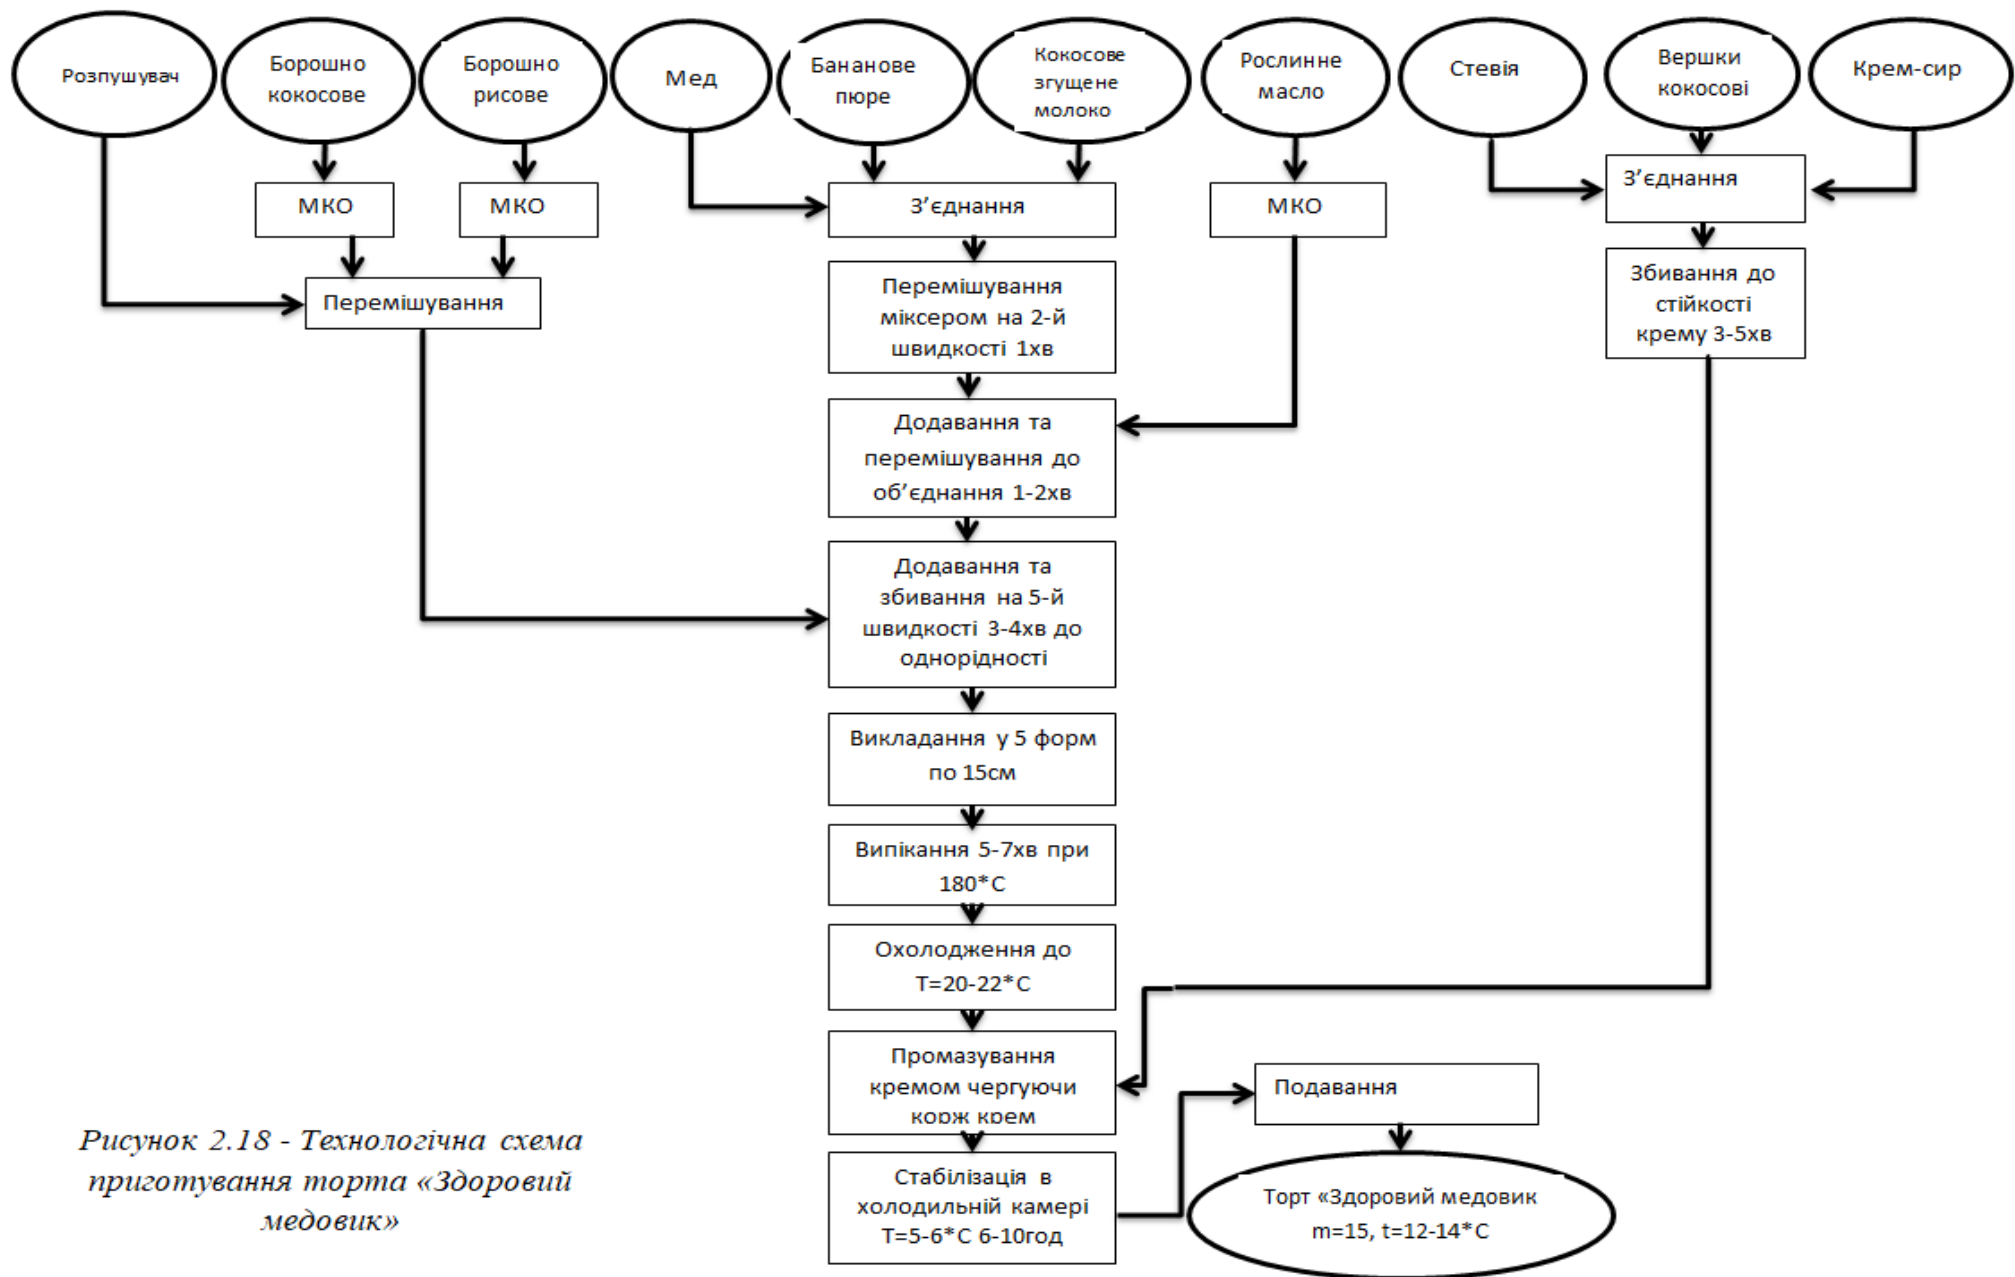 Розпушувач
Борошно
кокосове
Борошно
рисове
Мед
Бананове
пюре
Кокосове
згущене
молоко
Рослинне
масло
Стевія
Вершки
кокосові
Крем-сир
МКО
МКО
З’єднання
МКО
З’єднання
Перемішування
Перемішування
міксером на 2-й
швидкості 1хв
Збивання до
стійкості
крему 3-5хв
Додавання та
перемішування до
об’єднання 1-2хв
Додавання та
збивання на 5-й
швидкості 3-4хв до
однорідності
Викладання у 5 форм
по 15см
Випікання 5-7хв при
180*С
Охолодження до
Т=20-22*С
Промазування
кремом чергуючи
корж крем
Подавання
Стабілізація в
холодильній камері
Т=5-6*С 6-10год
Торт «Здоровий медовик
m=15, t=12-14*С
Рисунок 2.18 - Технологічна схема
приготування торта «Здоровий
медовик»